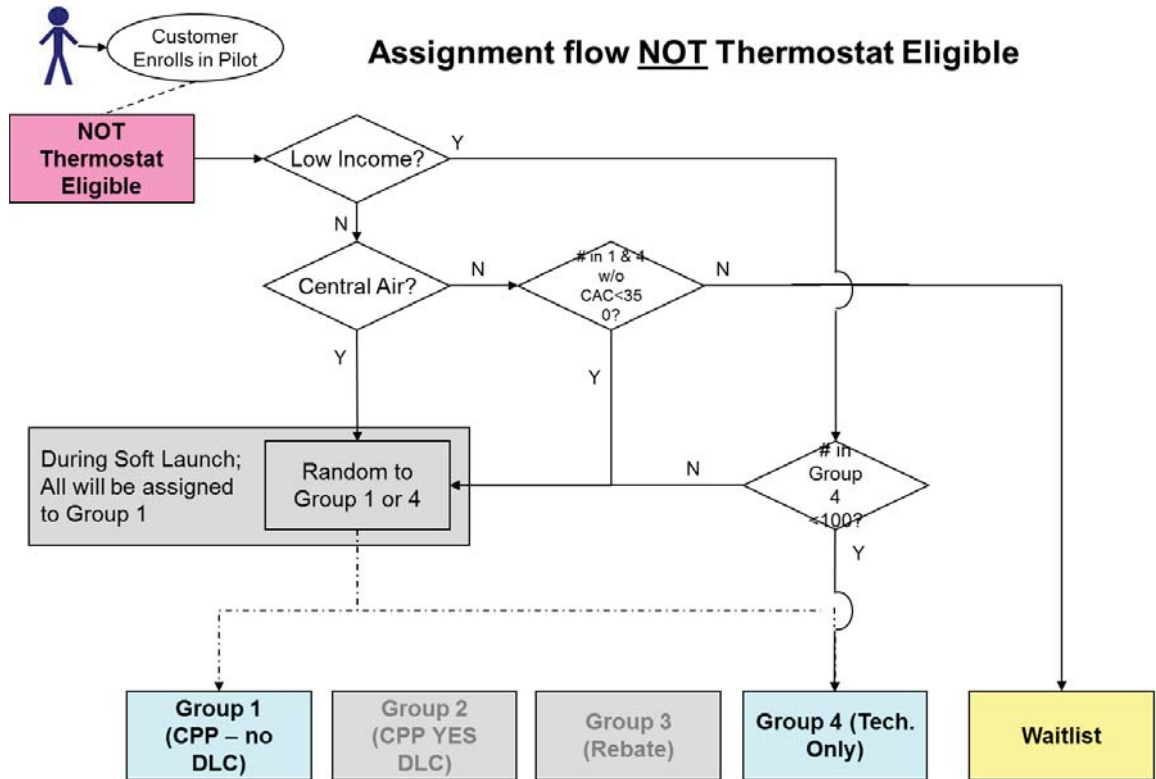 Customer
Enrolls in Pilot
Assignment flow NOT Thermostat Eligible
NOT
Thermostat
Eligible
Low Income?
Y
N
Central Air?
N
# in 1 & 4
w/o
CAC<35
0?
N
Y
Y
During Soft Launch;
All will be assigned
to Group 1
Random to
Group 1 or 4
N
# in
Group
4
<100?
Y
Group 1
(CPP – no
DLC)
Group 2
(CPP YES
DLC)
Group 3
(Rebate)
Group 4 (Tech.
Only)
Waitlist